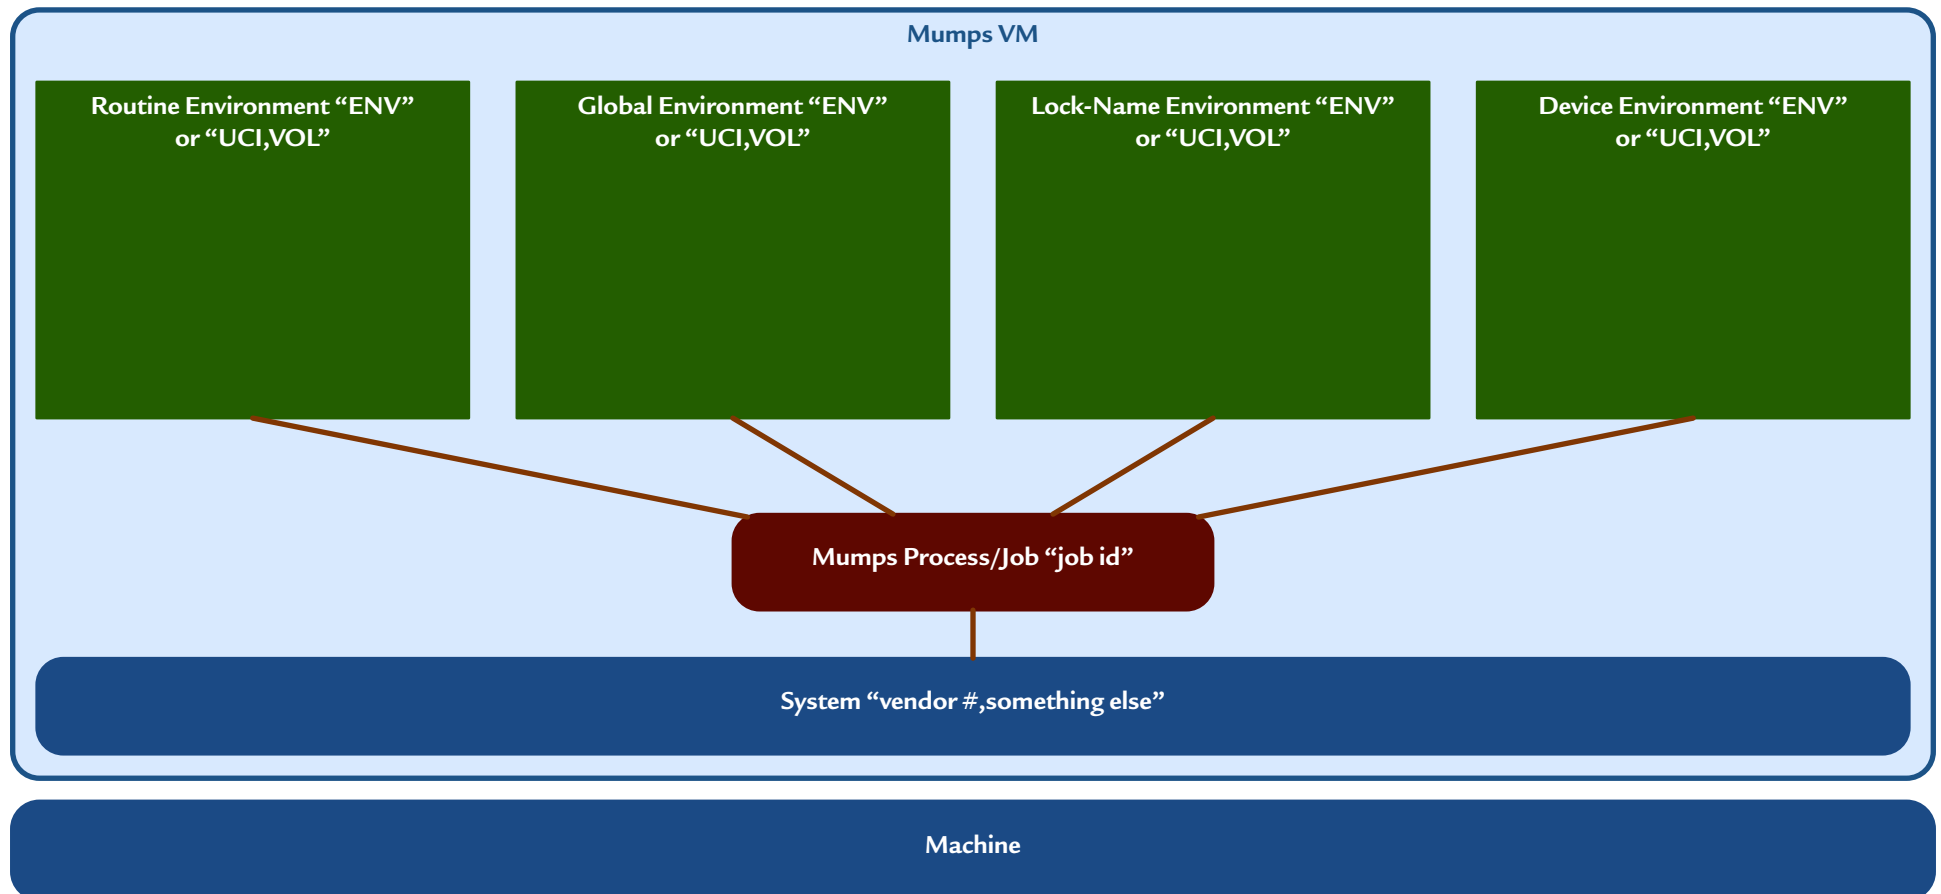 Mumps VM
Routine Environment “ENV”
or “UCI,VOL”
Global Environment “ENV”
or “UCI,VOL”
Lock-Name Environment “ENV”
or “UCI,VOL”
Device Environment “ENV”
or “UCI,VOL”
Mumps Process/Job “job id”
System “vendor #,something else”
Machine